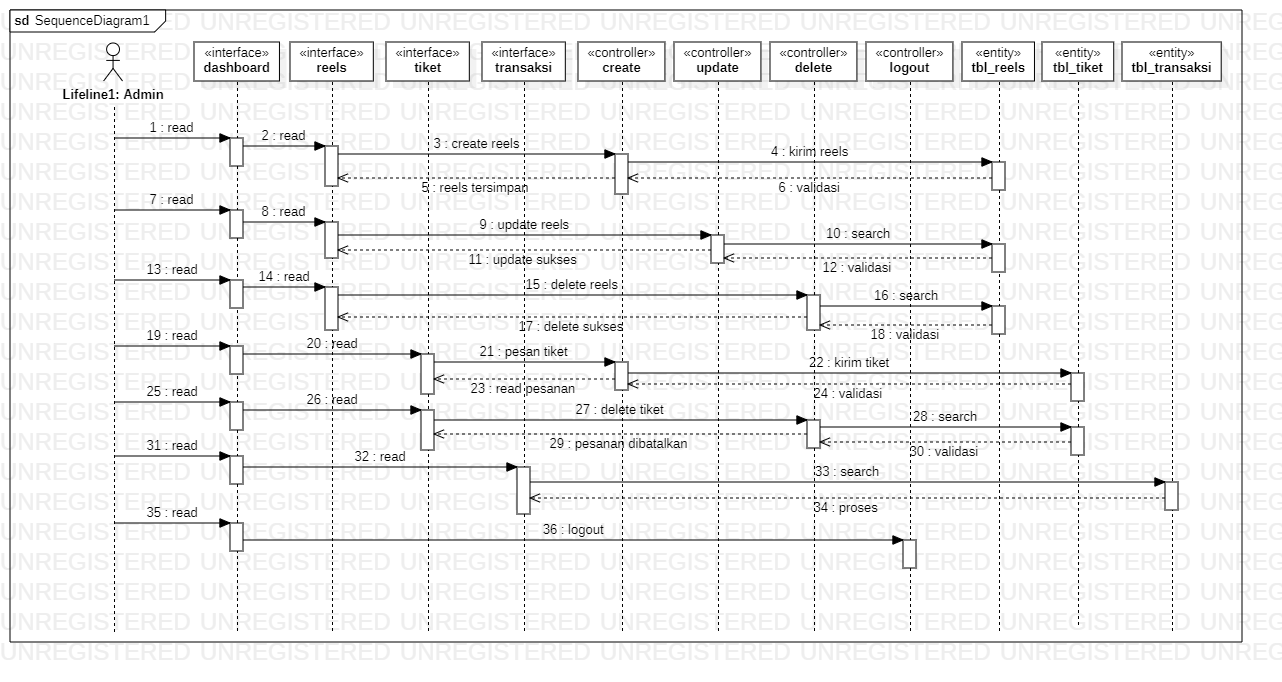 sd SequenceDiagram1
«interface» «interface» «interface» «interface» «controller» «controller» «controller» «controller» «entity» «entity» «entity»
dashboard reels tiket transaksi create update delete logout tbl_reels tbl_tiket tbl_transaksi
Lifeline1: Admin
1 : read
2 : read
3 : create reels
4 : kirim reels
5 : reels tersimpan
6 : validasi
7 : read
8 : read
9 : update reels
10 : search
11 : update sukses
12 : validasi
13 : read
14 : read
15 : delete reels
16 : search
17 : delete sukses
18 : validasi
19 : read
20 : read
21 : pesan tiket
22 : kirim tiket
23 : read pesanan
24 : validasi
25 : read
26 : read
27 : delete tiket
28 : search
29 : pesanan dibatalkan
30 : validasi
31 : read
32 : read
33 : search
34 : proses
35 : read
36 : logout
UNREGISTERED